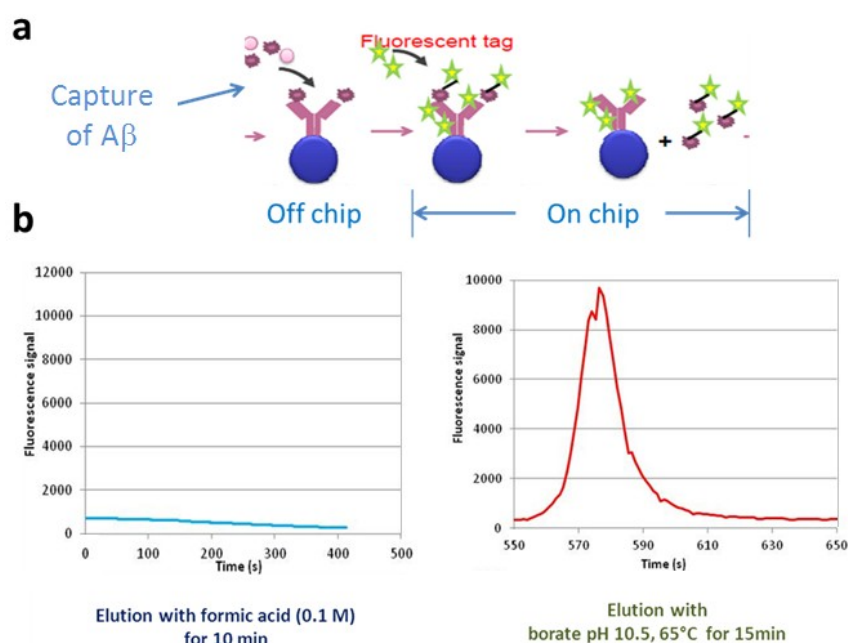 a
Fluorescent tag
Capture
of Aβ
+
Off chip
On chip
b
12000
10000
8000
6000
4000
2000
0
Fluorescence signal
0 100 200 300 400 500
Time (s)
Elution with formic acid (0.1 M)
for 10 min
10000
8000
6000
4000
2000
0
Fluorescence signal
550 570 590 610 630 650
Time (s)
Elution with
borate pH 10.5, 65°C for 15min